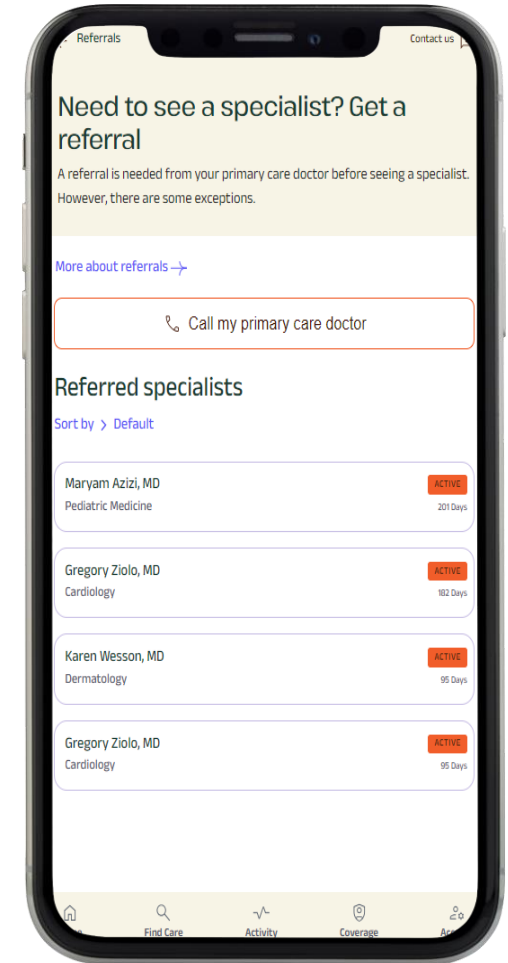 Referrals
Contact us
Need to see a specialist? Get a
referral
A referral is needed from your primary care doctor before seeing a specialist.
However, there are some exceptions.
More about referrals
Call my primary care doctor
Referred specialists
Sort by > Default
Maryam Azizi, MD
ACTIVE
Pediatric Medicine
201 Days
Gregory Ziolo, MD
ACTIVE
Cardiology
182 Days
Karen Wesson, MD
ACTIVE
Dermatology
95 Days
Gregory Ziolo, MD
ACTIVE
Cardiology
95 Days
Find Care
Activity
Coverage